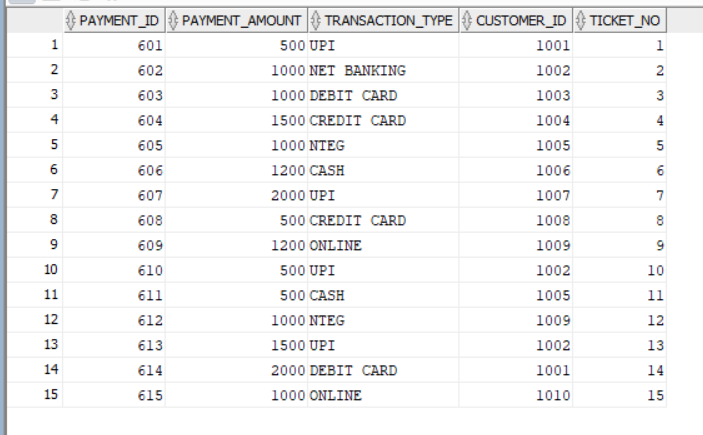 PAYMENT_ID PAYMENT_AMOUNT TRANSACTION_TYPE CUSTOMER_ID TICKET_NO
1 601 500 UPI 1001 1
2 602 1000 NET BANKING 1002 2
3 603 1000 DEBIT CARD 1003 3
4 604 1500 CREDIT CARD 1004 4
5 605 1000 NTEG 1005 5
6 606 1200 CASH 1006 6
7 607 2000 UPI 1007 7
8 608 500 CREDIT CARD 1008 8
9 609 1200 ONLINE 1009 9
10 610 500 UPI 1002 10
11 611 500 CASH 1005 11
12 612 1000 NTEG 1009 12
13 613 1500 UPI 1002 13
14 614 2000 DEBIT CARD 1001 14
15 615 1000 ONLINE 1010 15